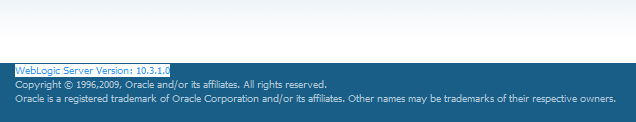 WebLogic Server Version: 10.3.1.0
Copyright © 1996,2009, Oracle and/or its affiliates. All rights reserved.
Oracle is a registered trademark of Oracle Corporation and/or its affiliates. Other names may be trademarks of their respective owners.